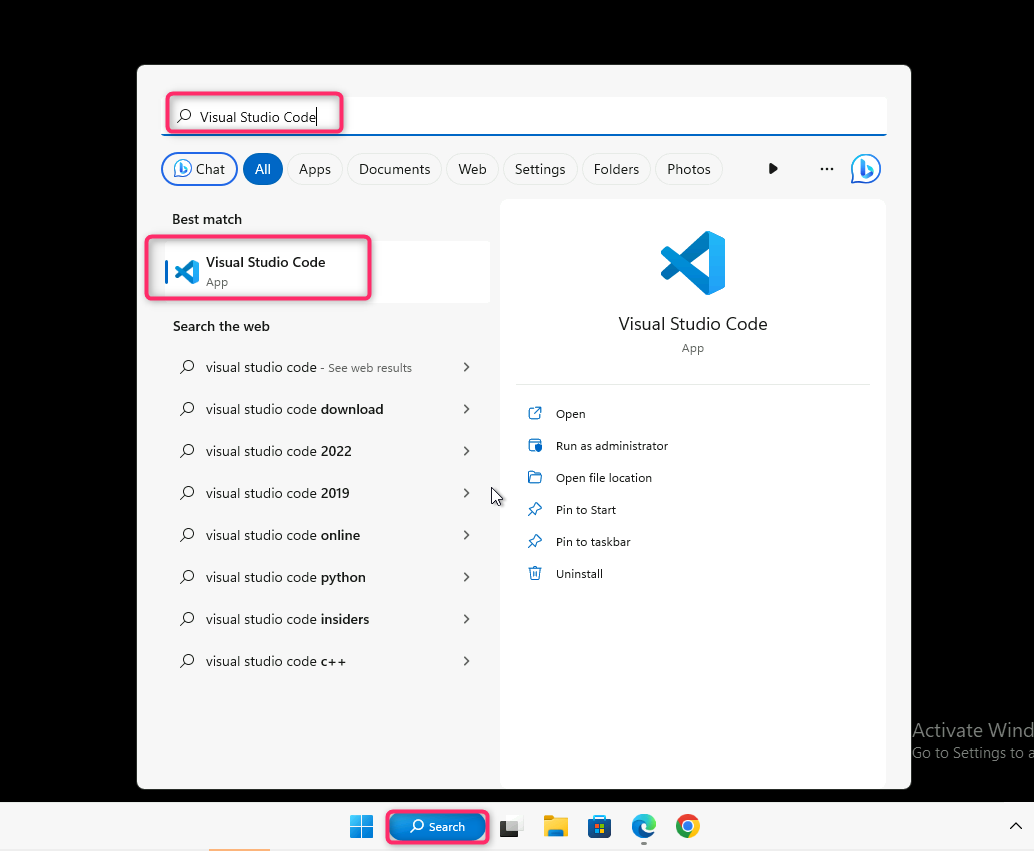 Visual Studio Code
Chat All Apps Documents Web Settings Folders Photos
Best match
Visual Studio Code
App
Search the web
visual studio code - See web results
visual studio code download
visual studio code 2022
visual studio code 2019
visual studio code online
visual studio code python
visual studio code insiders
visual studio code c++
Visual Studio Code
App
Open
Run as administrator
Open file location
Pin to Start
Pin to taskbar
Uninstall
Activate Wind
Go to Settings to a
Search